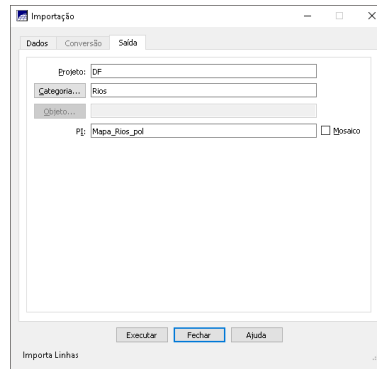 Importação
Dados Conversão Saída
Projeto: DF
Categoria... Rios
Objeto...
PI: Mapa_Rios_pol Mosaico
Executar Fechar Ajuda
Importa Linhas